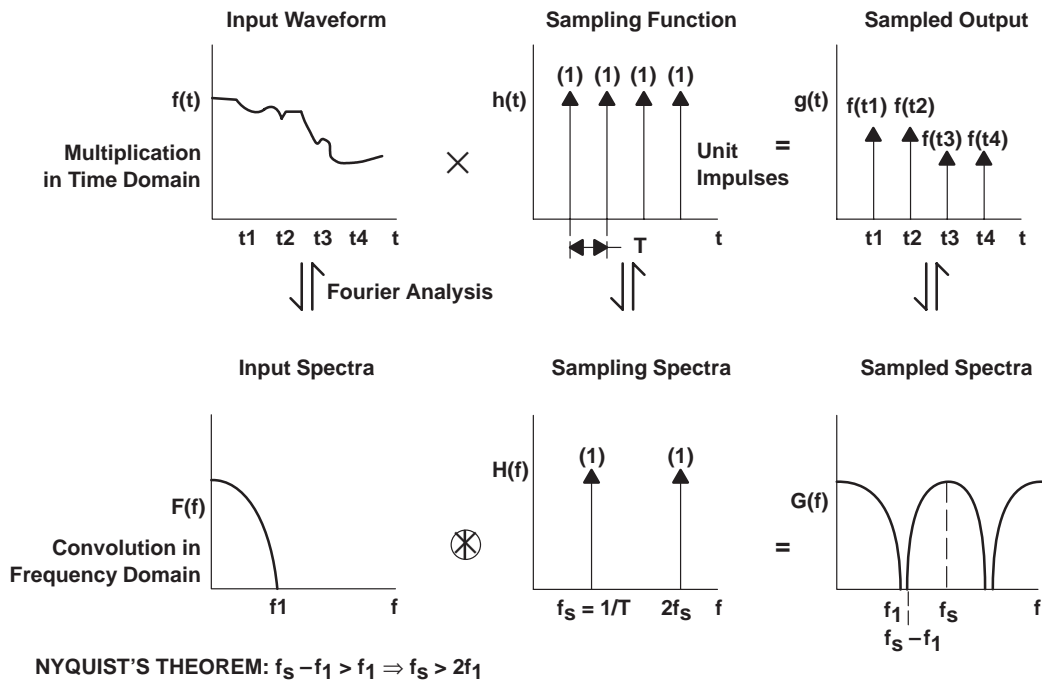 Input Waveform
Sampling Function
Sampled Output
f(t)
h(t)
(1) (1) (1) (1)
g(t)
f(t1) f(t2)
f(t3) f(t4)
Multiplication
in Time Domain
×
Unit
Impulses
=
t1 t2 t3 t4 t
T
t
t1 t2 t3 t4 t
Fourier Analysis
Input Spectra
Sampling Spectra
Sampled Spectra
F(f)
H(f)
(1) (1)
G(f)
Convolution in
Frequency Domain
=
f1 f
fS = 1/T 2fS f
f1 fS f
fS – f1
NYQUIST'S THEOREM: fS – f1 > f1 ⇒ fS > 2f1